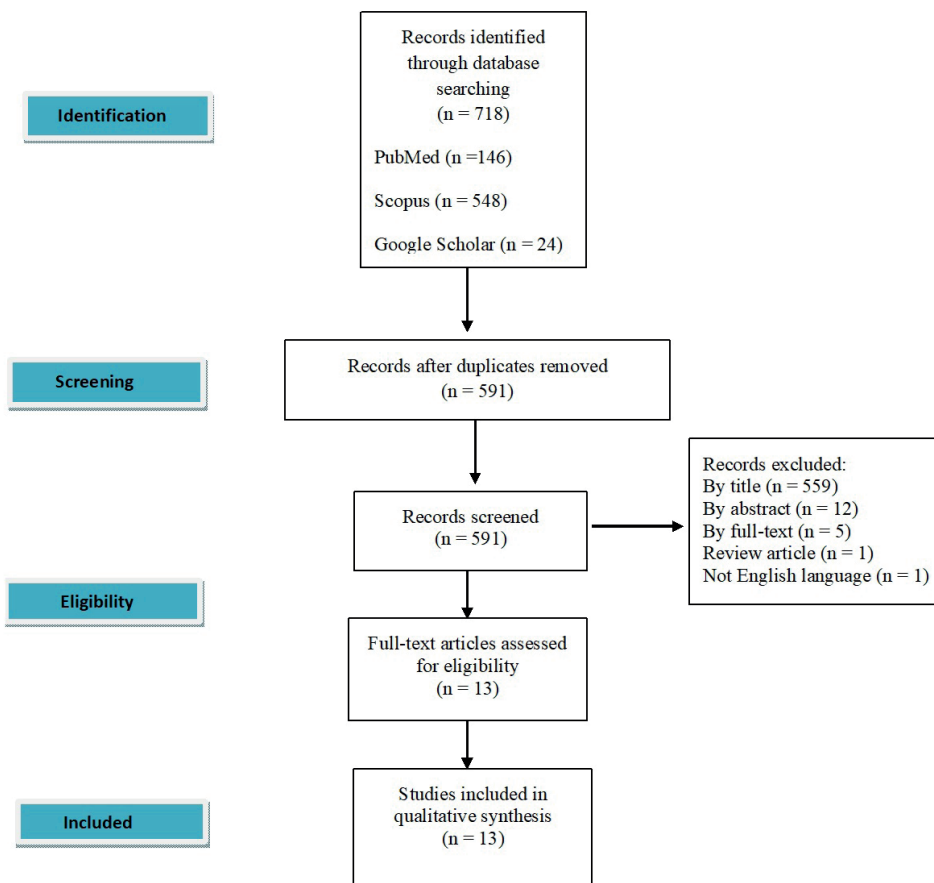 Records identified
through database
searching
(n = 718)
PubMed (n =146)
Scopus (n = 548)
Google Scholar (n = 24)
Identification
Records after duplicates removed
(n = 591)
Screening
Records screened
(n = 591)
Records excluded:
By title (n = 559)
By abstract (n = 12)
By full-text (n = 5)
Review article (n = 1)
Not English language (n = 1)
Eligibility
Full-text articles assessed
for eligibility
(n = 13)
Studies included in
qualitative synthesis
(n = 13)
Included